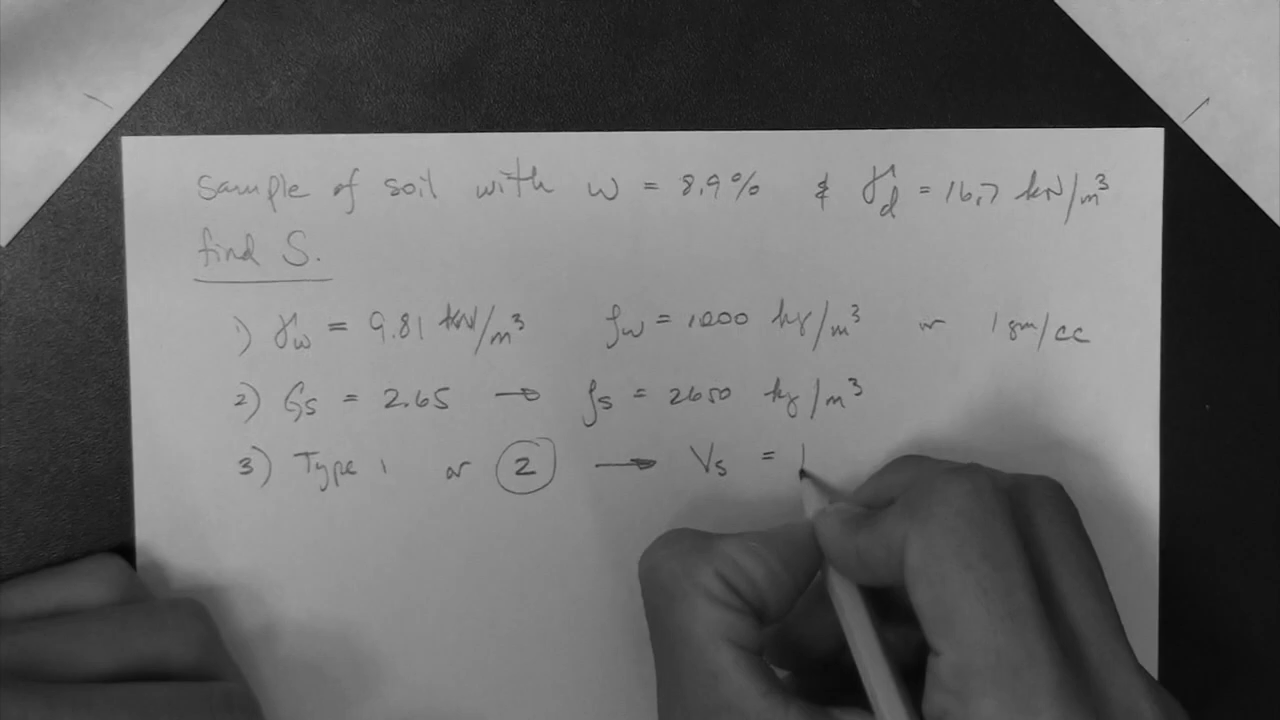 Sample of soil with w = 8.9% & γd = 16.7 kN/m³
find S.
1) γw = 9.81 kN/m³ ρw = 1000 kg/m³ or 1 gm/cc
2) Gs = 2.65 → ρs = 2650 kg/m³
3) Type 1 or 2 → Vs = 1